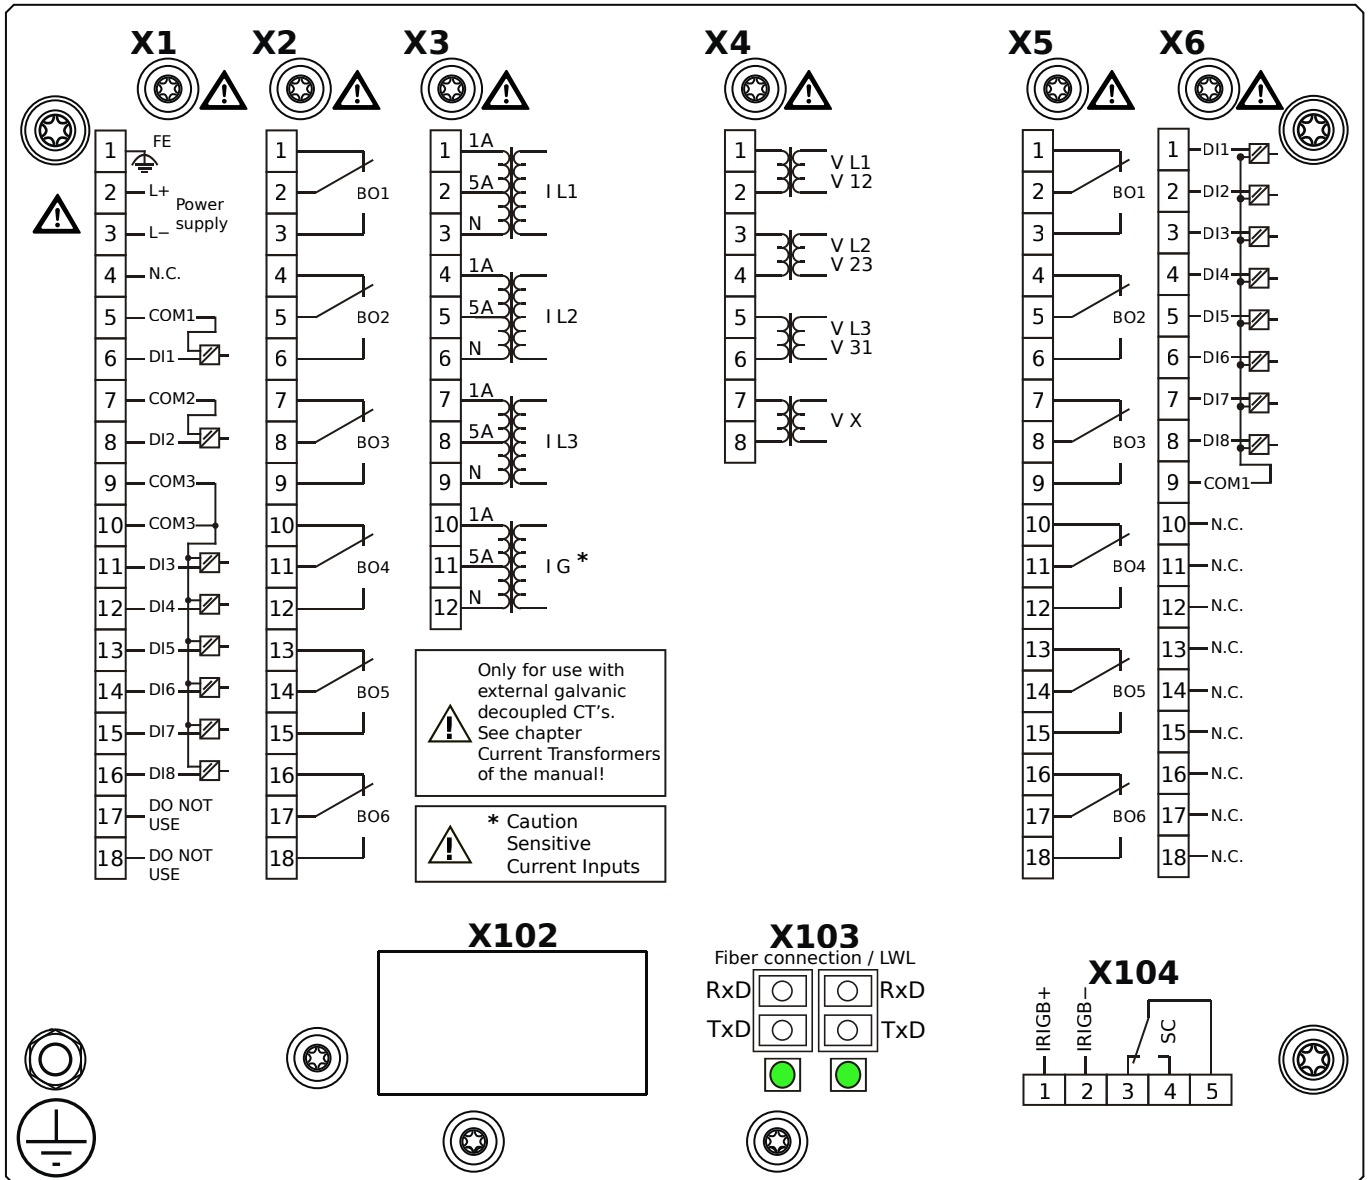 X1
X2
X3
X4
X5
X6
1 FE
2 L+
Power
supply
3 L−
4 N.C.
5 COM1
6 DI1
7 COM2
8 DI2
9 COM3
10 COM3
11 DI3
12 DI4
13 DI5
14 DI6
15 DI7
16 DI8
17 DO NOT
USE
18 DO NOT
USE
1
2 BO1
3
4
5 BO2
6
7
8 BO3
9
10
11 BO4
12
13
14 BO5
15
16
17 BO6
18
1 1A
2 5A I L1
3 N
4 1A
5 5A I L2
6 N
7 1A
8 5A I L3
9 N
10 1A
11 5A I G *
12 N
Only for use with
external galvanic
decoupled CT's.
See chapter
Current Transformers
of the manual!
* Caution
Sensitive
Current Inputs
1 V L1
2 V 12
3 V L2
4 V 23
5 V L3
6 V 31
7 V X
8
1
2 BO1
3
4
5 BO2
6
7
8 BO3
9
10
11 BO4
12
13
14 BO5
15
16
17 BO6
18
1 DI1
2 DI2
3 DI3
4 DI4
5 DI5
6 DI6
7 DI7
8 DI8
9 COM1
10 N.C.
11 N.C.
12 N.C.
13 N.C.
14 N.C.
15 N.C.
16 N.C.
17 N.C.
18 N.C.
X102
X103
Fiber connection / LWL
RxD RxD
TxD TxD
X104
IRIGB+
IRIGB−
SC
1 2 3 4 5